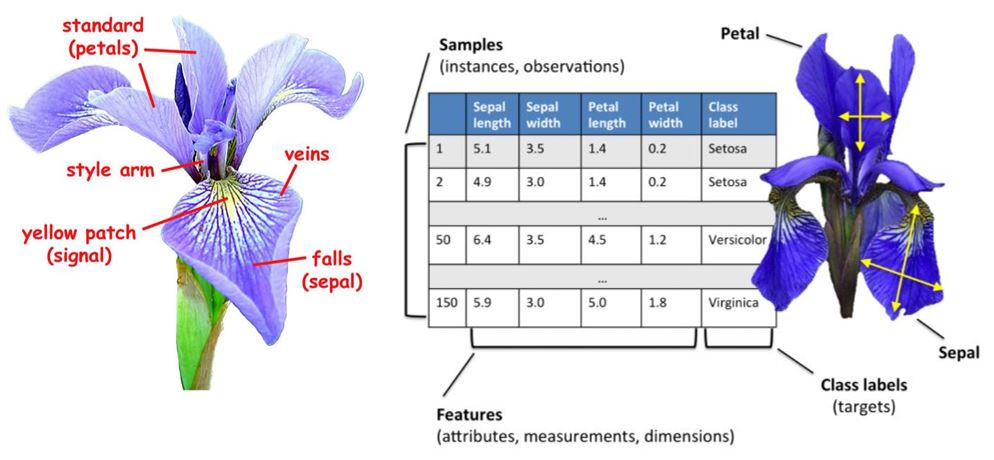 standard
(petals)
style arm
veins
yellow patch
(signal)
falls
(sepal)
Samples
(instances, observations)
Sepal length Sepal width Petal length Petal width Class label
1 5.1 3.5 1.4 0.2 Setosa
2 4.9 3.0 1.4 0.2 Setosa
...
50 6.4 3.5 4.5 1.2 Versicolor
...
150 5.9 3.0 5.0 1.8 Virginica
Features
(attributes, measurements, dimensions)
Petal
Sepal
Class labels
(targets)